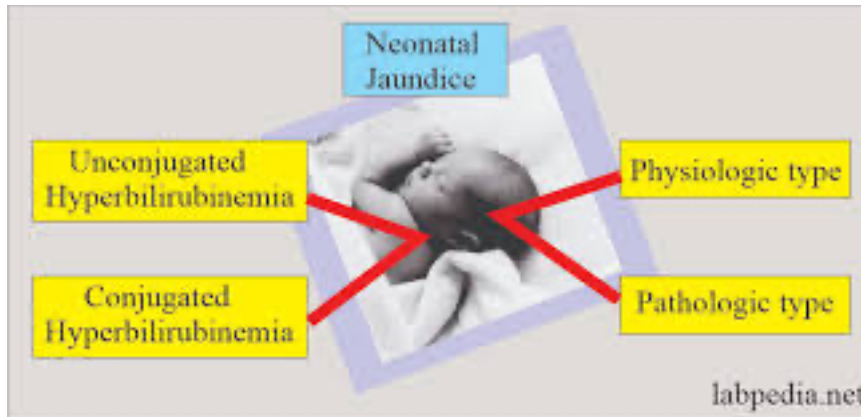 Neonatal
Jaundice
Unconjugated
Hyperbilirubinemia
Physiologic type
Conjugated
Hyperbilirubinemia
Pathologic type
labpedia.net